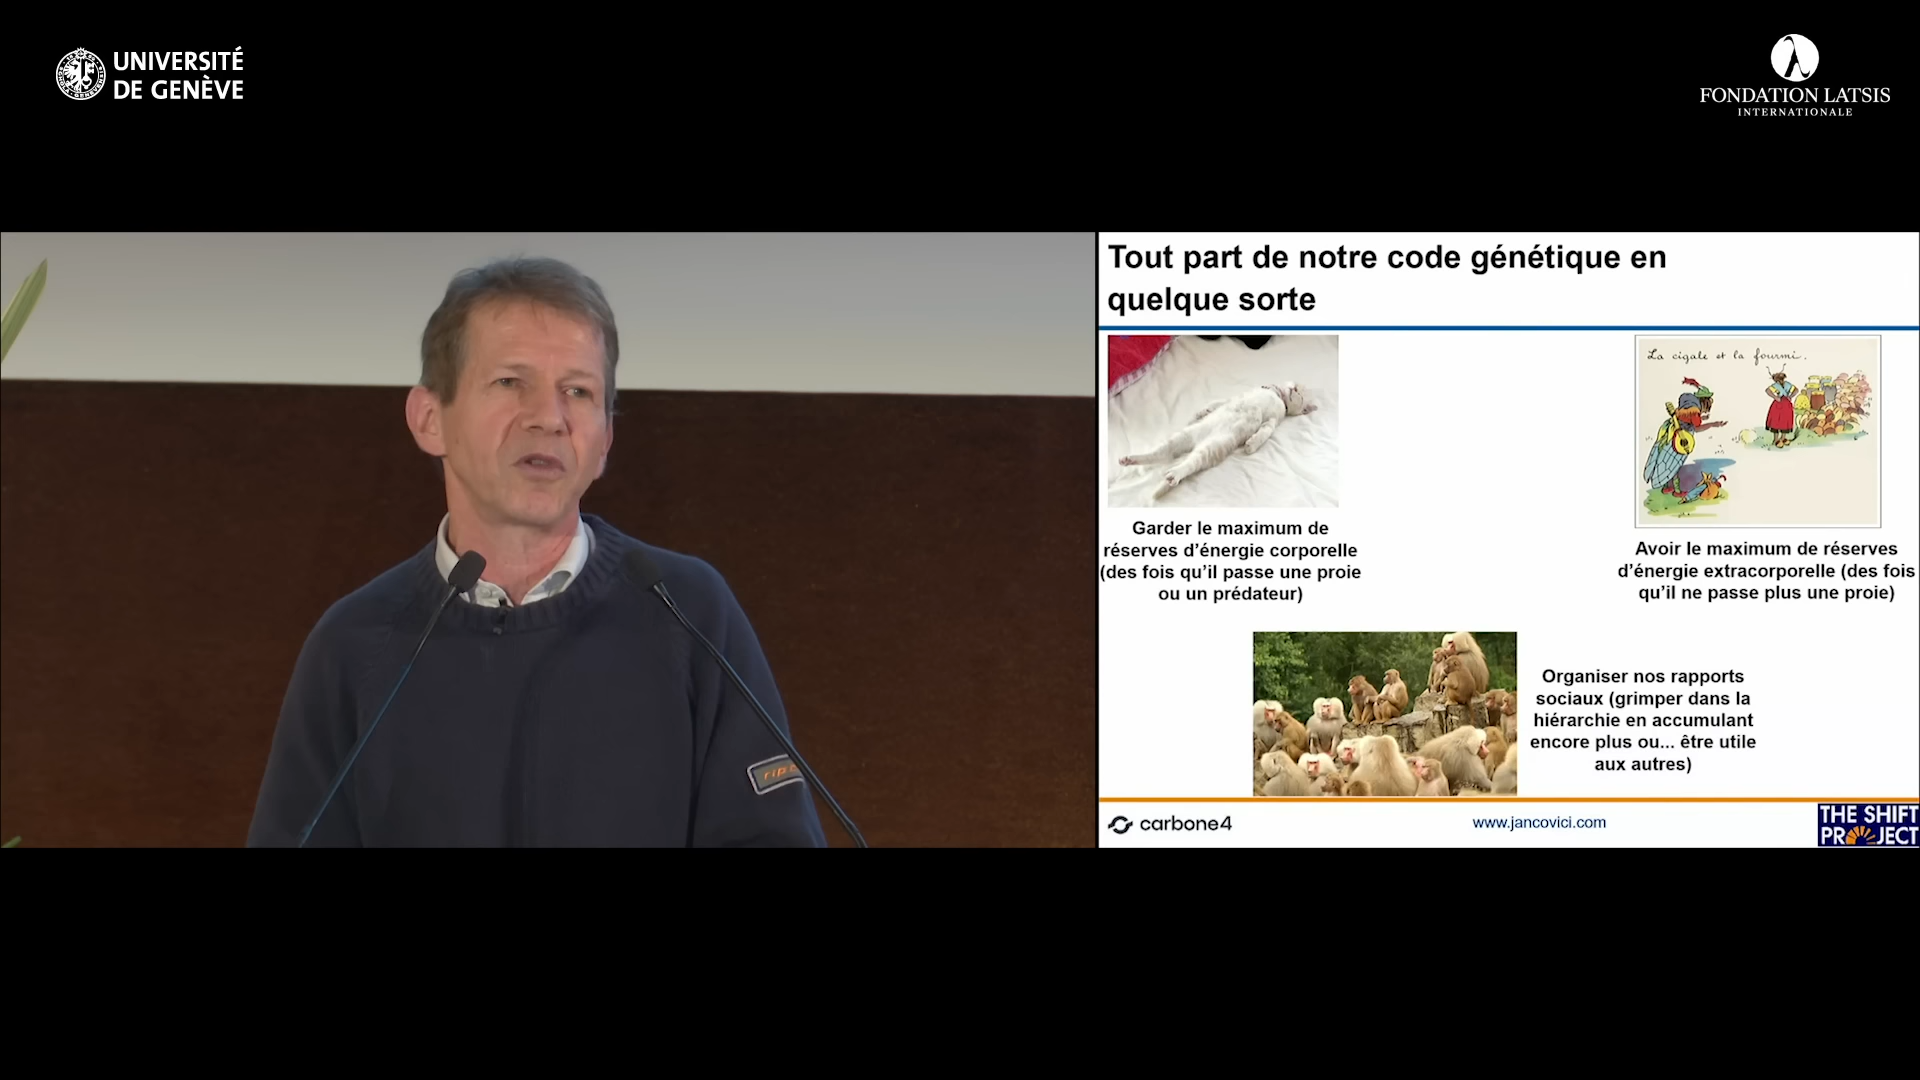 UNIVERSITÉ
DE GENÈVE
FONDATION LATSIS
INTERNATIONALE
Tout part de notre code génétique en
quelque sorte
La cigale et la fourmi.
Garder le maximum de
réserves d’énergie corporelle
(des fois qu’il passe une proie
ou un prédateur)
Avoir le maximum de réserves
d’énergie extracorporelle (des fois
qu’il ne passe plus une proie)
Organiser nos rapports
sociaux (grimper dans la
hiérarchie en accumulant
encore plus ou... être utile
aux autres)
rip c
carbone4
www.jancovici.com
THE SHIFT
PROJECT